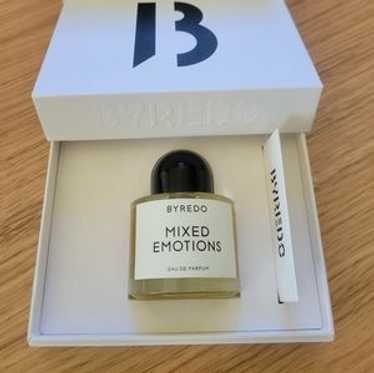 B
BYREDO
BYREDO
MIXED
EMOTIONS
EAU DE PARFUM
BYREDO